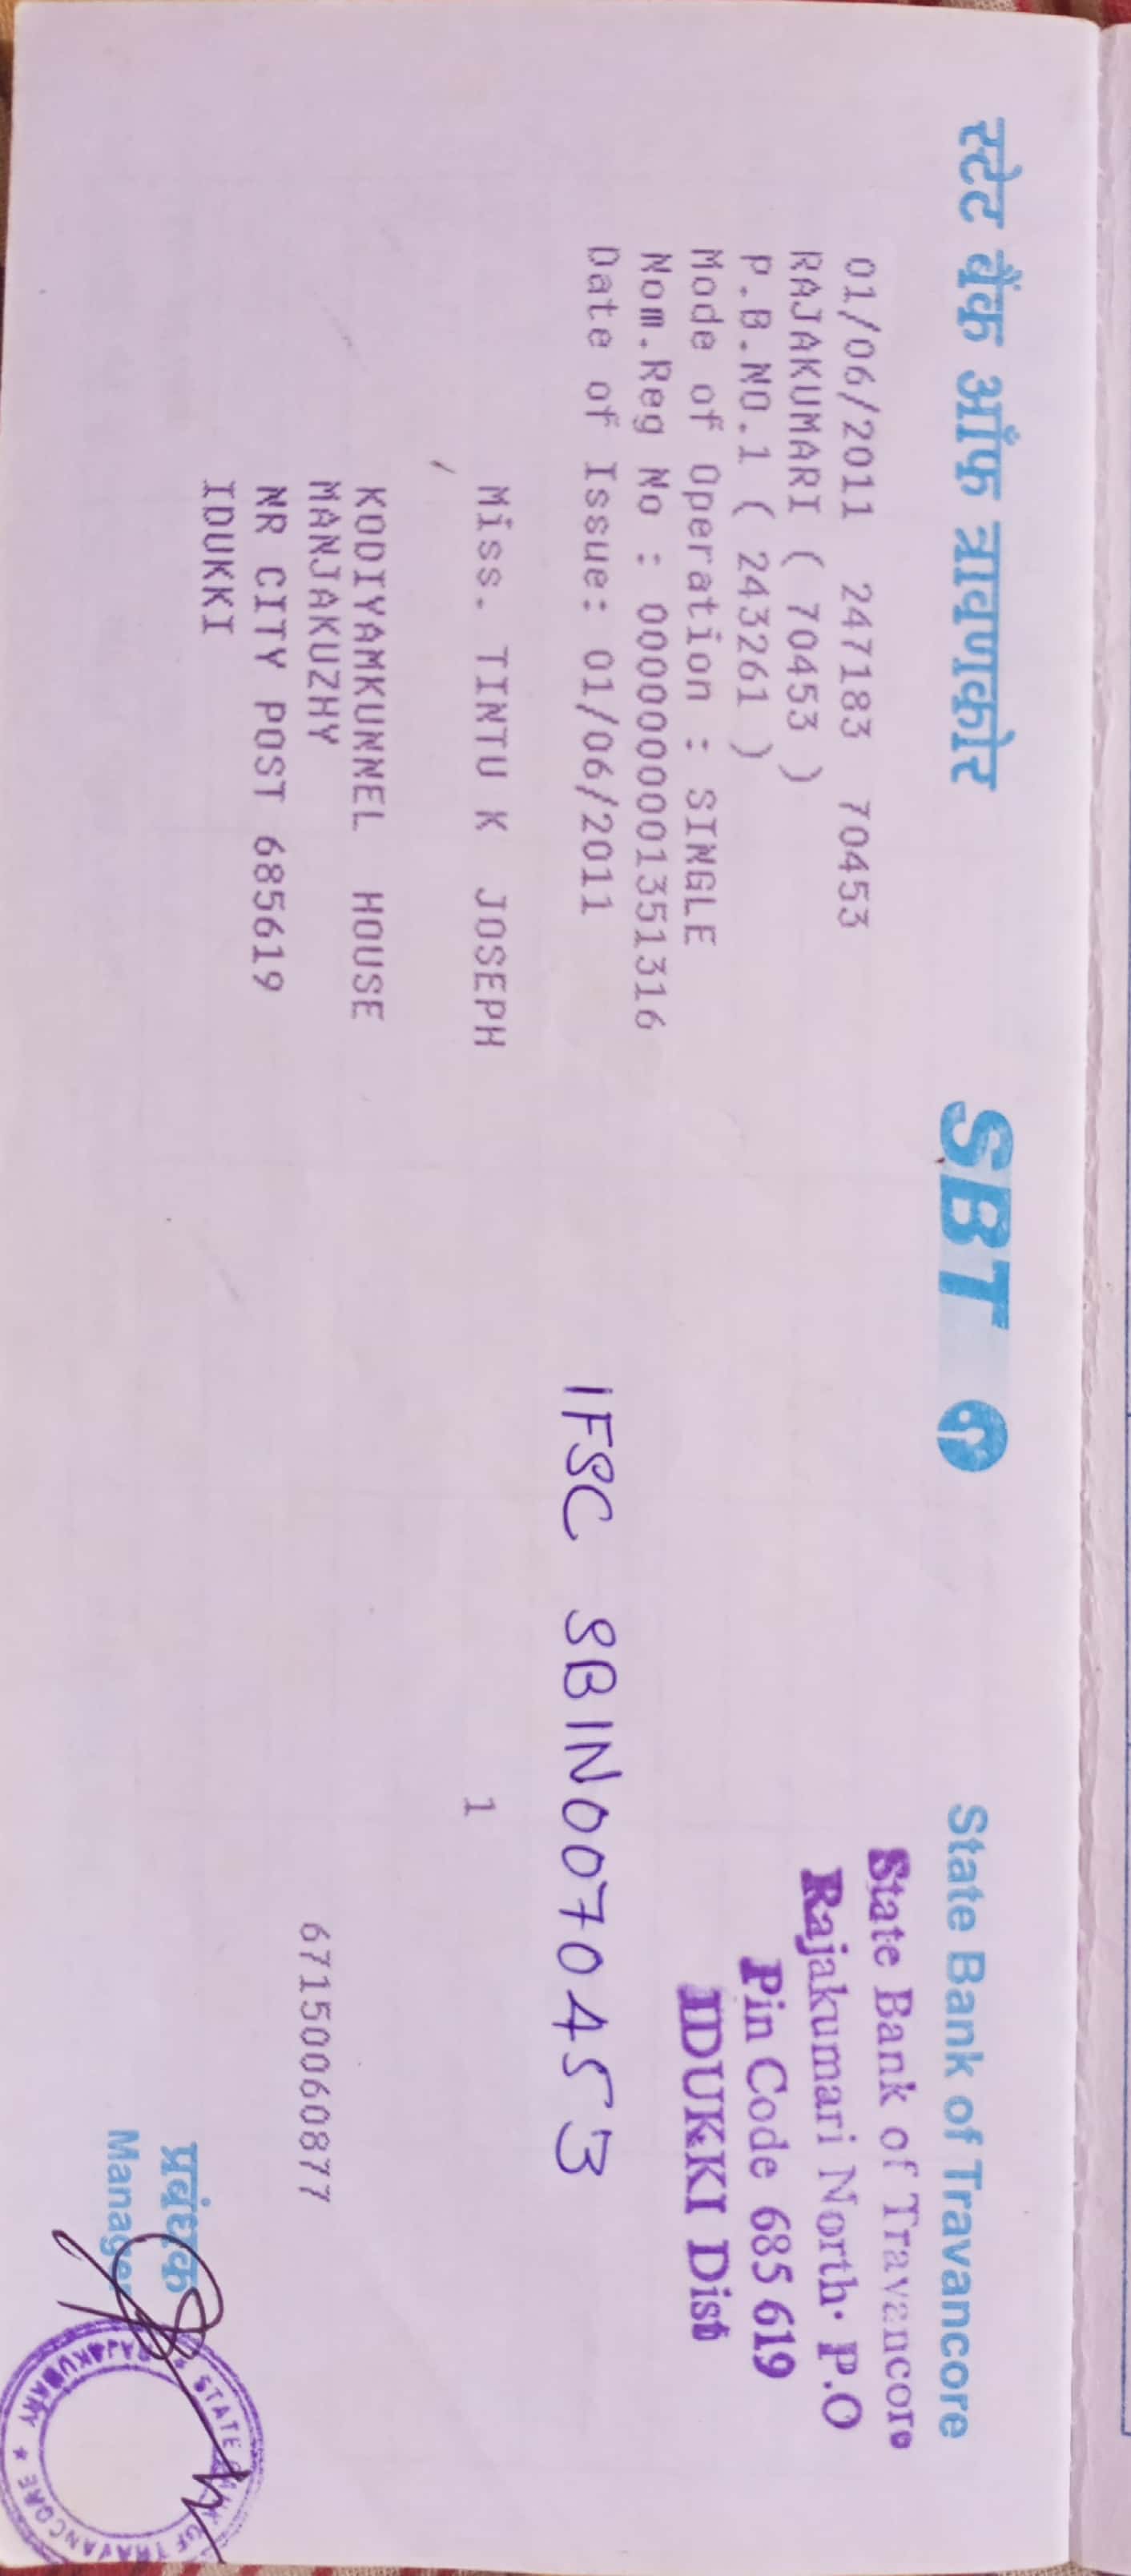 स्टेट बैंक ऑफ त्रावणकोर SBT State Bank of Travancore
State Bank of Travancore
Rajakumari North. P.O
Pin Code 685 619
IDUKKI Dist
01/06/2011 247183 70453
RAJAKUMARI ( 70453 )
P.B.NO.1 ( 243261 )
Mode of Operation : SINGLE
Nom.Reg No : 0000000001351316
Date of Issue: 01/06/2011
IFSC SBIN0070453
Miss. TINTU K JOSEPH 1
,
KODIYAMKUNNEL HOUSE
MANJAKUZHY 67150060877
NR CITY POST 685619
IDUKKI
प्रबंधक
Manager
STATE BANK OF TRAVANCORE